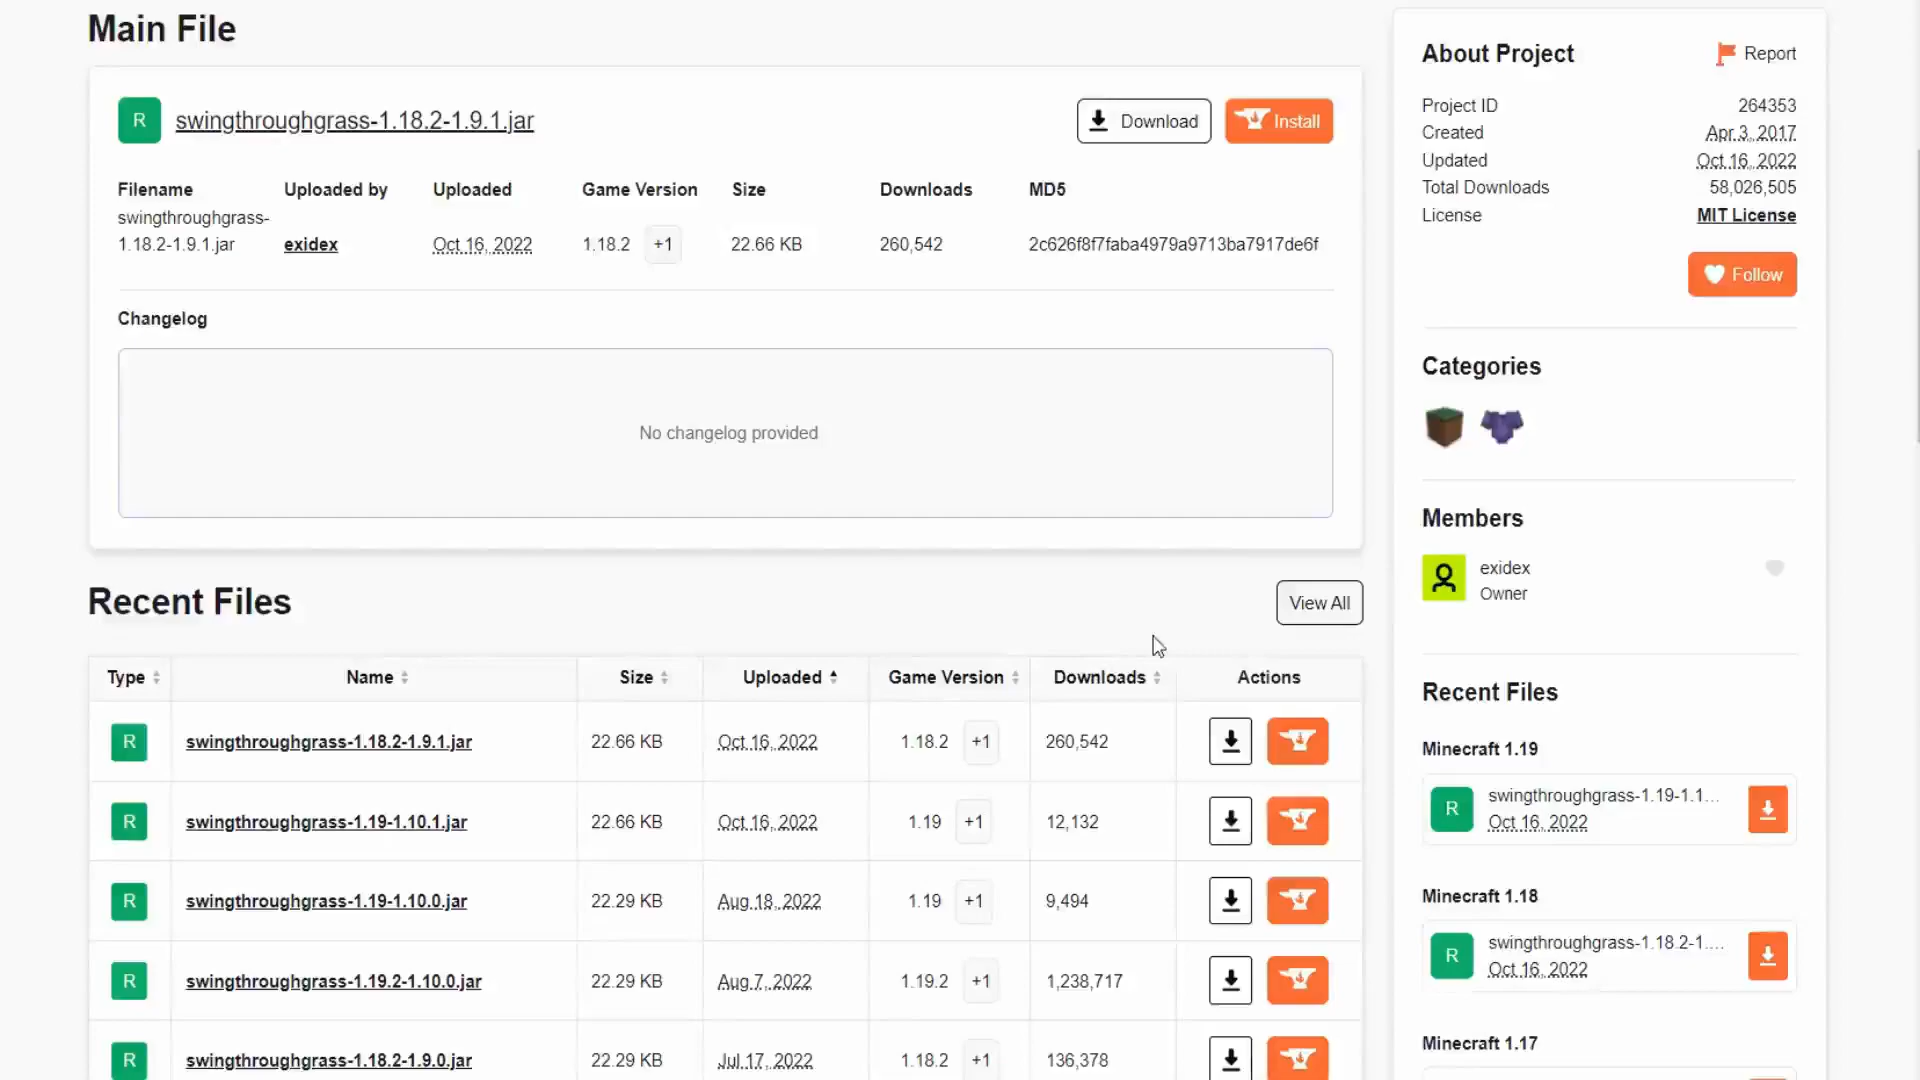 Main File
R swingthroughgrass-1.18.2-1.9.1.jar Download Install
Filename Uploaded by Uploaded Game Version Size Downloads MD5
swingthroughgrass-
1.18.2-1.9.1.jar exidex Oct 16, 2022 1.18.2 +1 22.66 KB 260,542 2c626f8f7faba4979a9713ba7917de6f
Changelog
No changelog provided
Recent Files View All
Type Name Size Uploaded Game Version Downloads Actions
R swingthroughgrass-1.18.2-1.9.1.jar 22.66 KB Oct 16, 2022 1.18.2 +1 260,542
R swingthroughgrass-1.19-1.10.1.jar 22.66 KB Oct 16, 2022 1.19 +1 12,132
R swingthroughgrass-1.19-1.10.0.jar 22.29 KB Aug 18, 2022 1.19 +1 9,494
R swingthroughgrass-1.19.2-1.10.0.jar 22.29 KB Aug 7, 2022 1.19.2 +1 1,238,717
R swingthroughgrass-1.18.2-1.9.0.jar 22.29 KB Jul 17, 2022 1.18.2 +1 136,378
About Project Report
Project ID 264353
Created Apr 3, 2017
Updated Oct 16, 2022
Total Downloads 58,026,505
License MIT License
Follow
Categories
Members
exidex
Owner
Recent Files
Minecraft 1.19
R swingthroughgrass-1.19-1.1...
Oct 16, 2022
Minecraft 1.18
R swingthroughgrass-1.18.2-1....
Oct 16, 2022
Minecraft 1.17